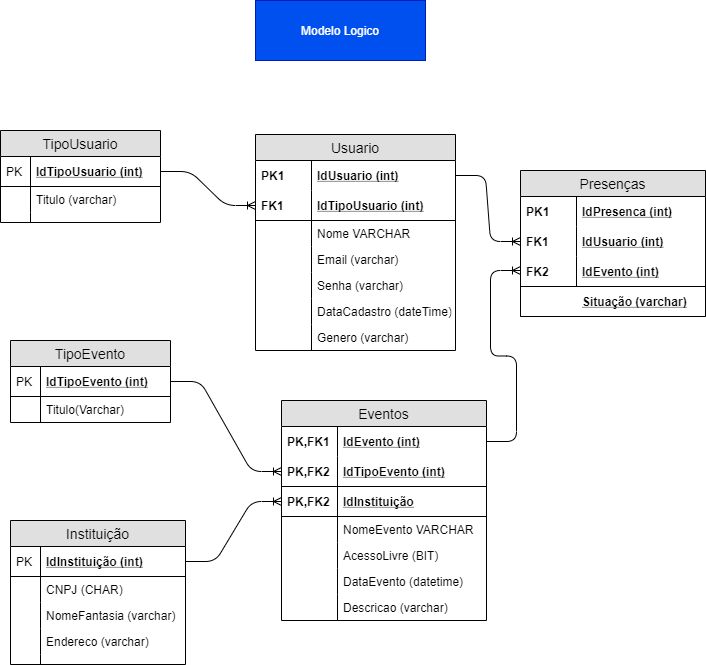 Modelo Logico
TipoUsuario
PK IdTipoUsuario (int)
Titulo (varchar)
Usuario
PK1 IdUsuario (int)
FK1 IdTipoUsuario (int)
Nome VARCHAR
Email (varchar)
Senha (varchar)
DataCadastro (dateTime)
Genero (varchar)
Presenças
PK1 IdPresenca (int)
FK1 IdUsuario (int)
FK2 IdEvento (int)
Situação (varchar)
TipoEvento
PK IdTipoEvento (int)
Titulo(Varchar)
Eventos
PK,FK1 IdEvento (int)
PK,FK2 IdTipoEvento (int)
PK,FK2 IdInstituição
NomeEvento VARCHAR
AcessoLivre (BIT)
DataEvento (datetime)
Descricao (varchar)
Instituição
PK IdInstituição (int)
CNPJ (CHAR)
NomeFantasia (varchar)
Endereco (varchar)